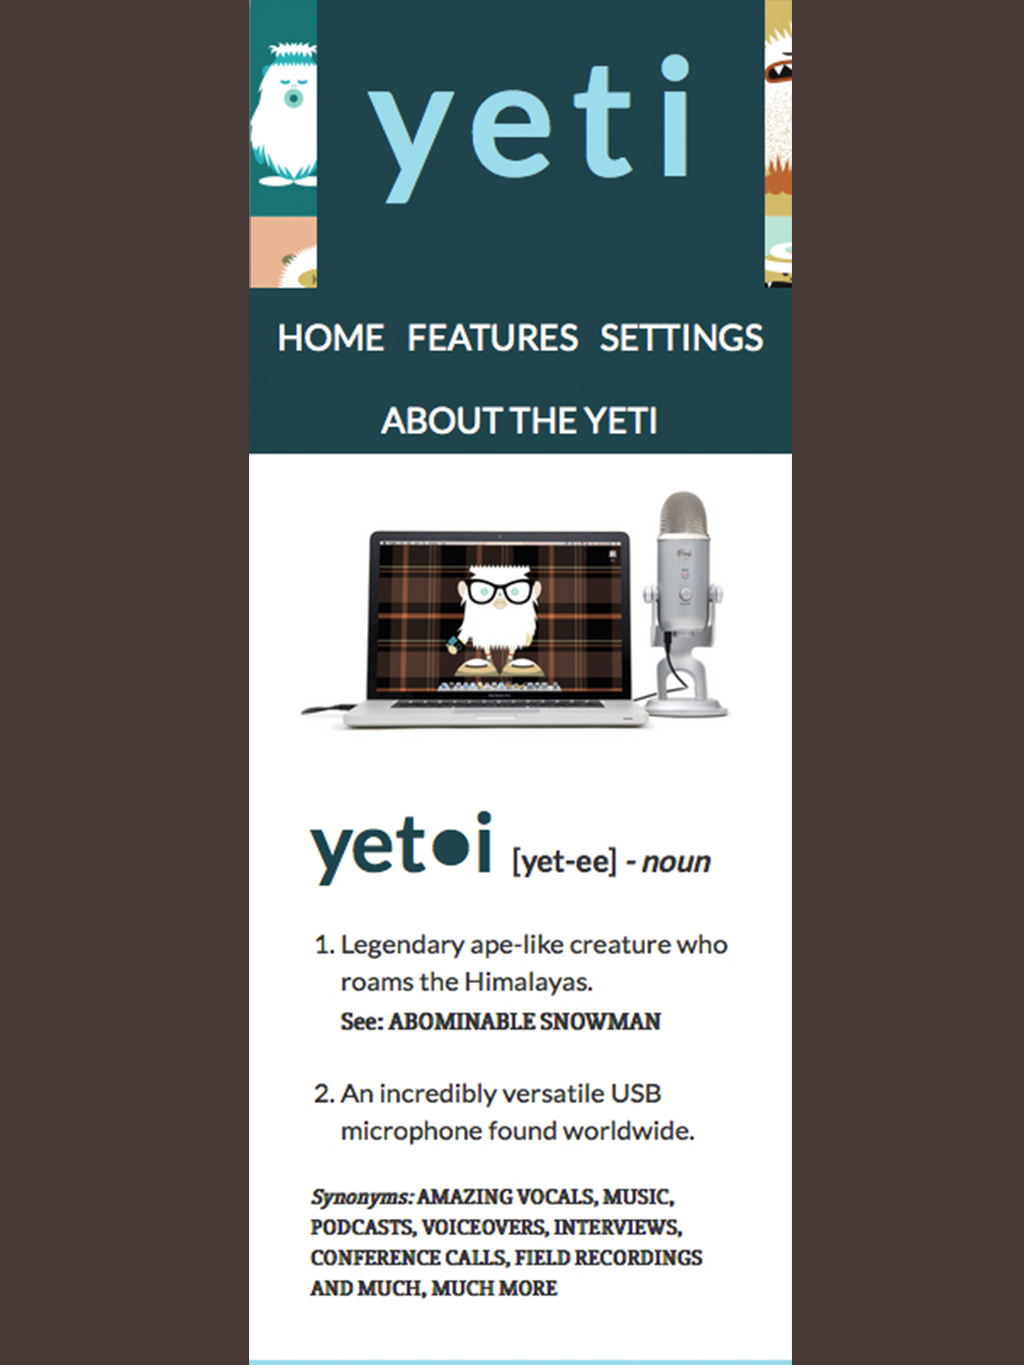 yeti
HOME FEATURES SETTINGS
ABOUT THE YETI
yet•i [yet-ee] - noun
1. Legendary ape-like creature who
roams the Himalayas.
See: ABOMINABLE SNOWMAN
2. An incredibly versatile USB
microphone found worldwide.
Synonyms: AMAZING VOCALS, MUSIC,
PODCASTS, VOICEOVERS, INTERVIEWS,
CONFERENCE CALLS, FIELD RECORDINGS
AND MUCH, MUCH MORE